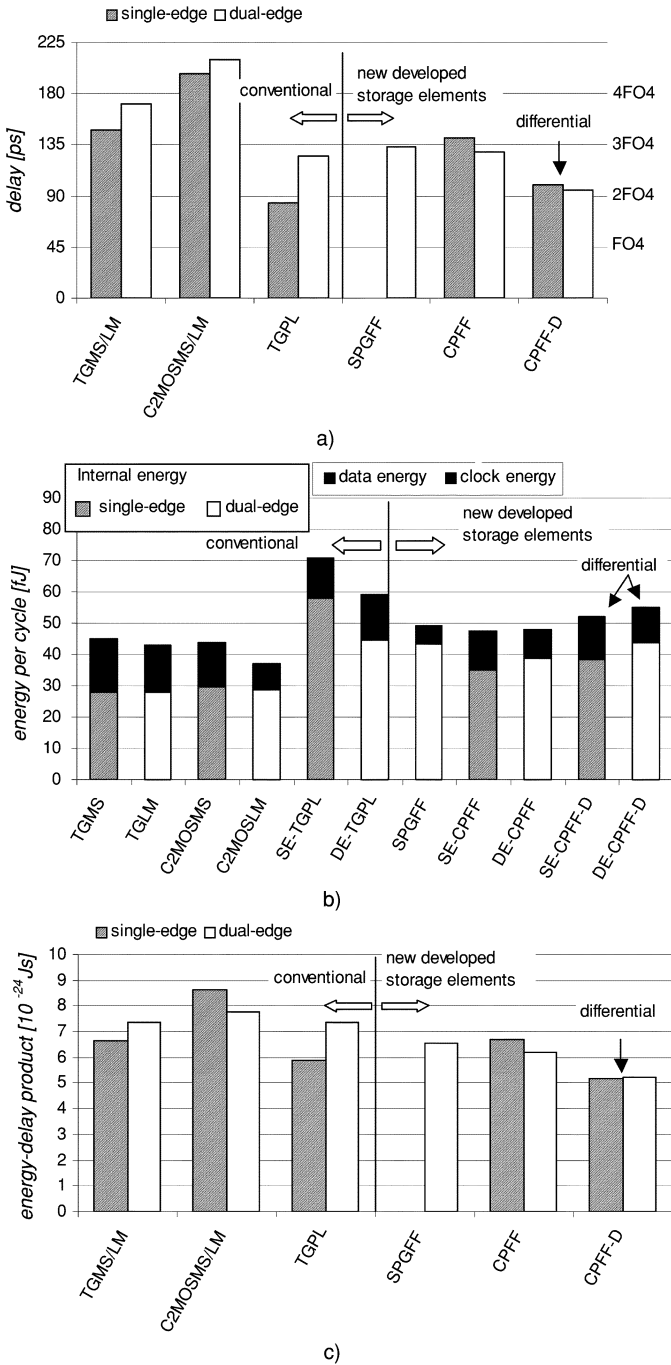 single-edge dual-edge
225
180
135
90
45
0
delay [ps]
conventional
new developed
storage elements
differential
4FO4
3FO4
2FO4
FO4
TGMS/LM
C2MOSMS/LM
TGPL
SPGFF
CPFF
CPFF-D
a)
Internal energy
single-edge dual-edge
data energy clock energy
90
80
70
60
50
40
30
20
10
0
energy per cycle [fJ]
conventional
new developed
storage elements
differential
TGMS
TGLM
C2MOSMS
C2MOSLM
SE-TGPL
DE-TGPL
SPGFF
SE-CPFF
DE-CPFF
SE-CPFF-D
DE-CPFF-D
b)
single-edge dual-edge
10
9
8
7
6
5
4
3
2
1
0
energy-delay product [10 -24 Js]
conventional
new developed
storage elements
differential
TGMS/LM
C2MOSMS/LM
TGPL
SPGFF
CPFF
CPFF-D
c)